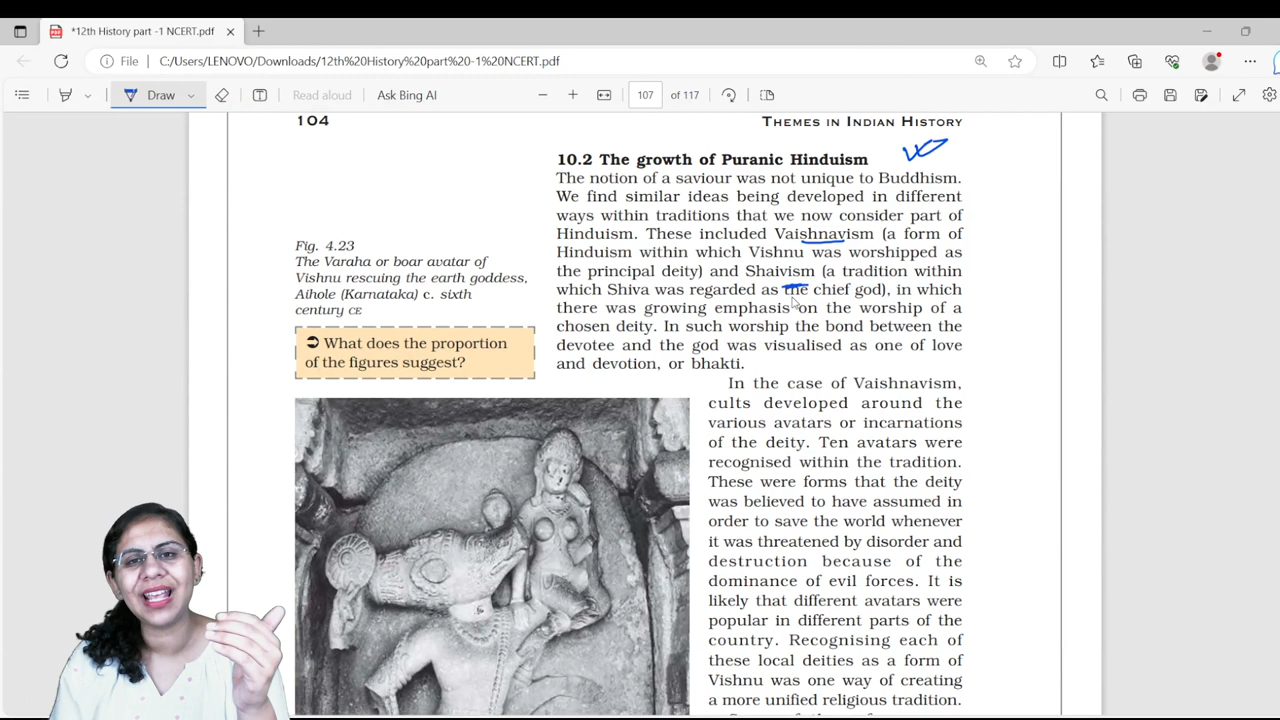 *12th History part -1 NCERT.pdf
File
C:/Users/LENOVO/Downloads/12th%20History%20part%20-1%20NCERT.pdf
Draw
Read aloud
Ask Bing AI
107 of 117
104
THEMES IN INDIAN HISTORY
10.2 The growth of Puranic Hinduism
The notion of a saviour was not unique to Buddhism.
We find similar ideas being developed in different
ways within traditions that we now consider part of
Hinduism. These included Vaishnavism (a form of
Hinduism within which Vishnu was worshipped as
the principal deity) and Shaivism (a tradition within
which Shiva was regarded as the chief god), in which
there was growing emphasis on the worship of a
chosen deity. In such worship the bond between the
devotee and the god was visualised as one of love
and devotion, or bhakti.
Fig. 4.23
The Varaha or boar avatar of
Vishnu rescuing the earth goddess,
Aihole (Karnataka) c. sixth
century CE
What does the proportion
of the figures suggest?
In the case of Vaishnavism,
cults developed around the
various avatars or incarnations
of the deity. Ten avatars were
recognised within the tradition.
These were forms that the deity
was believed to have assumed in
order to save the world whenever
it was threatened by disorder and
destruction because of the
dominance of evil forces. It is
likely that different avatars were
popular in different parts of the
country. Recognising each of
these local deities as a form of
Vishnu was one way of creating
a more unified religious tradition.